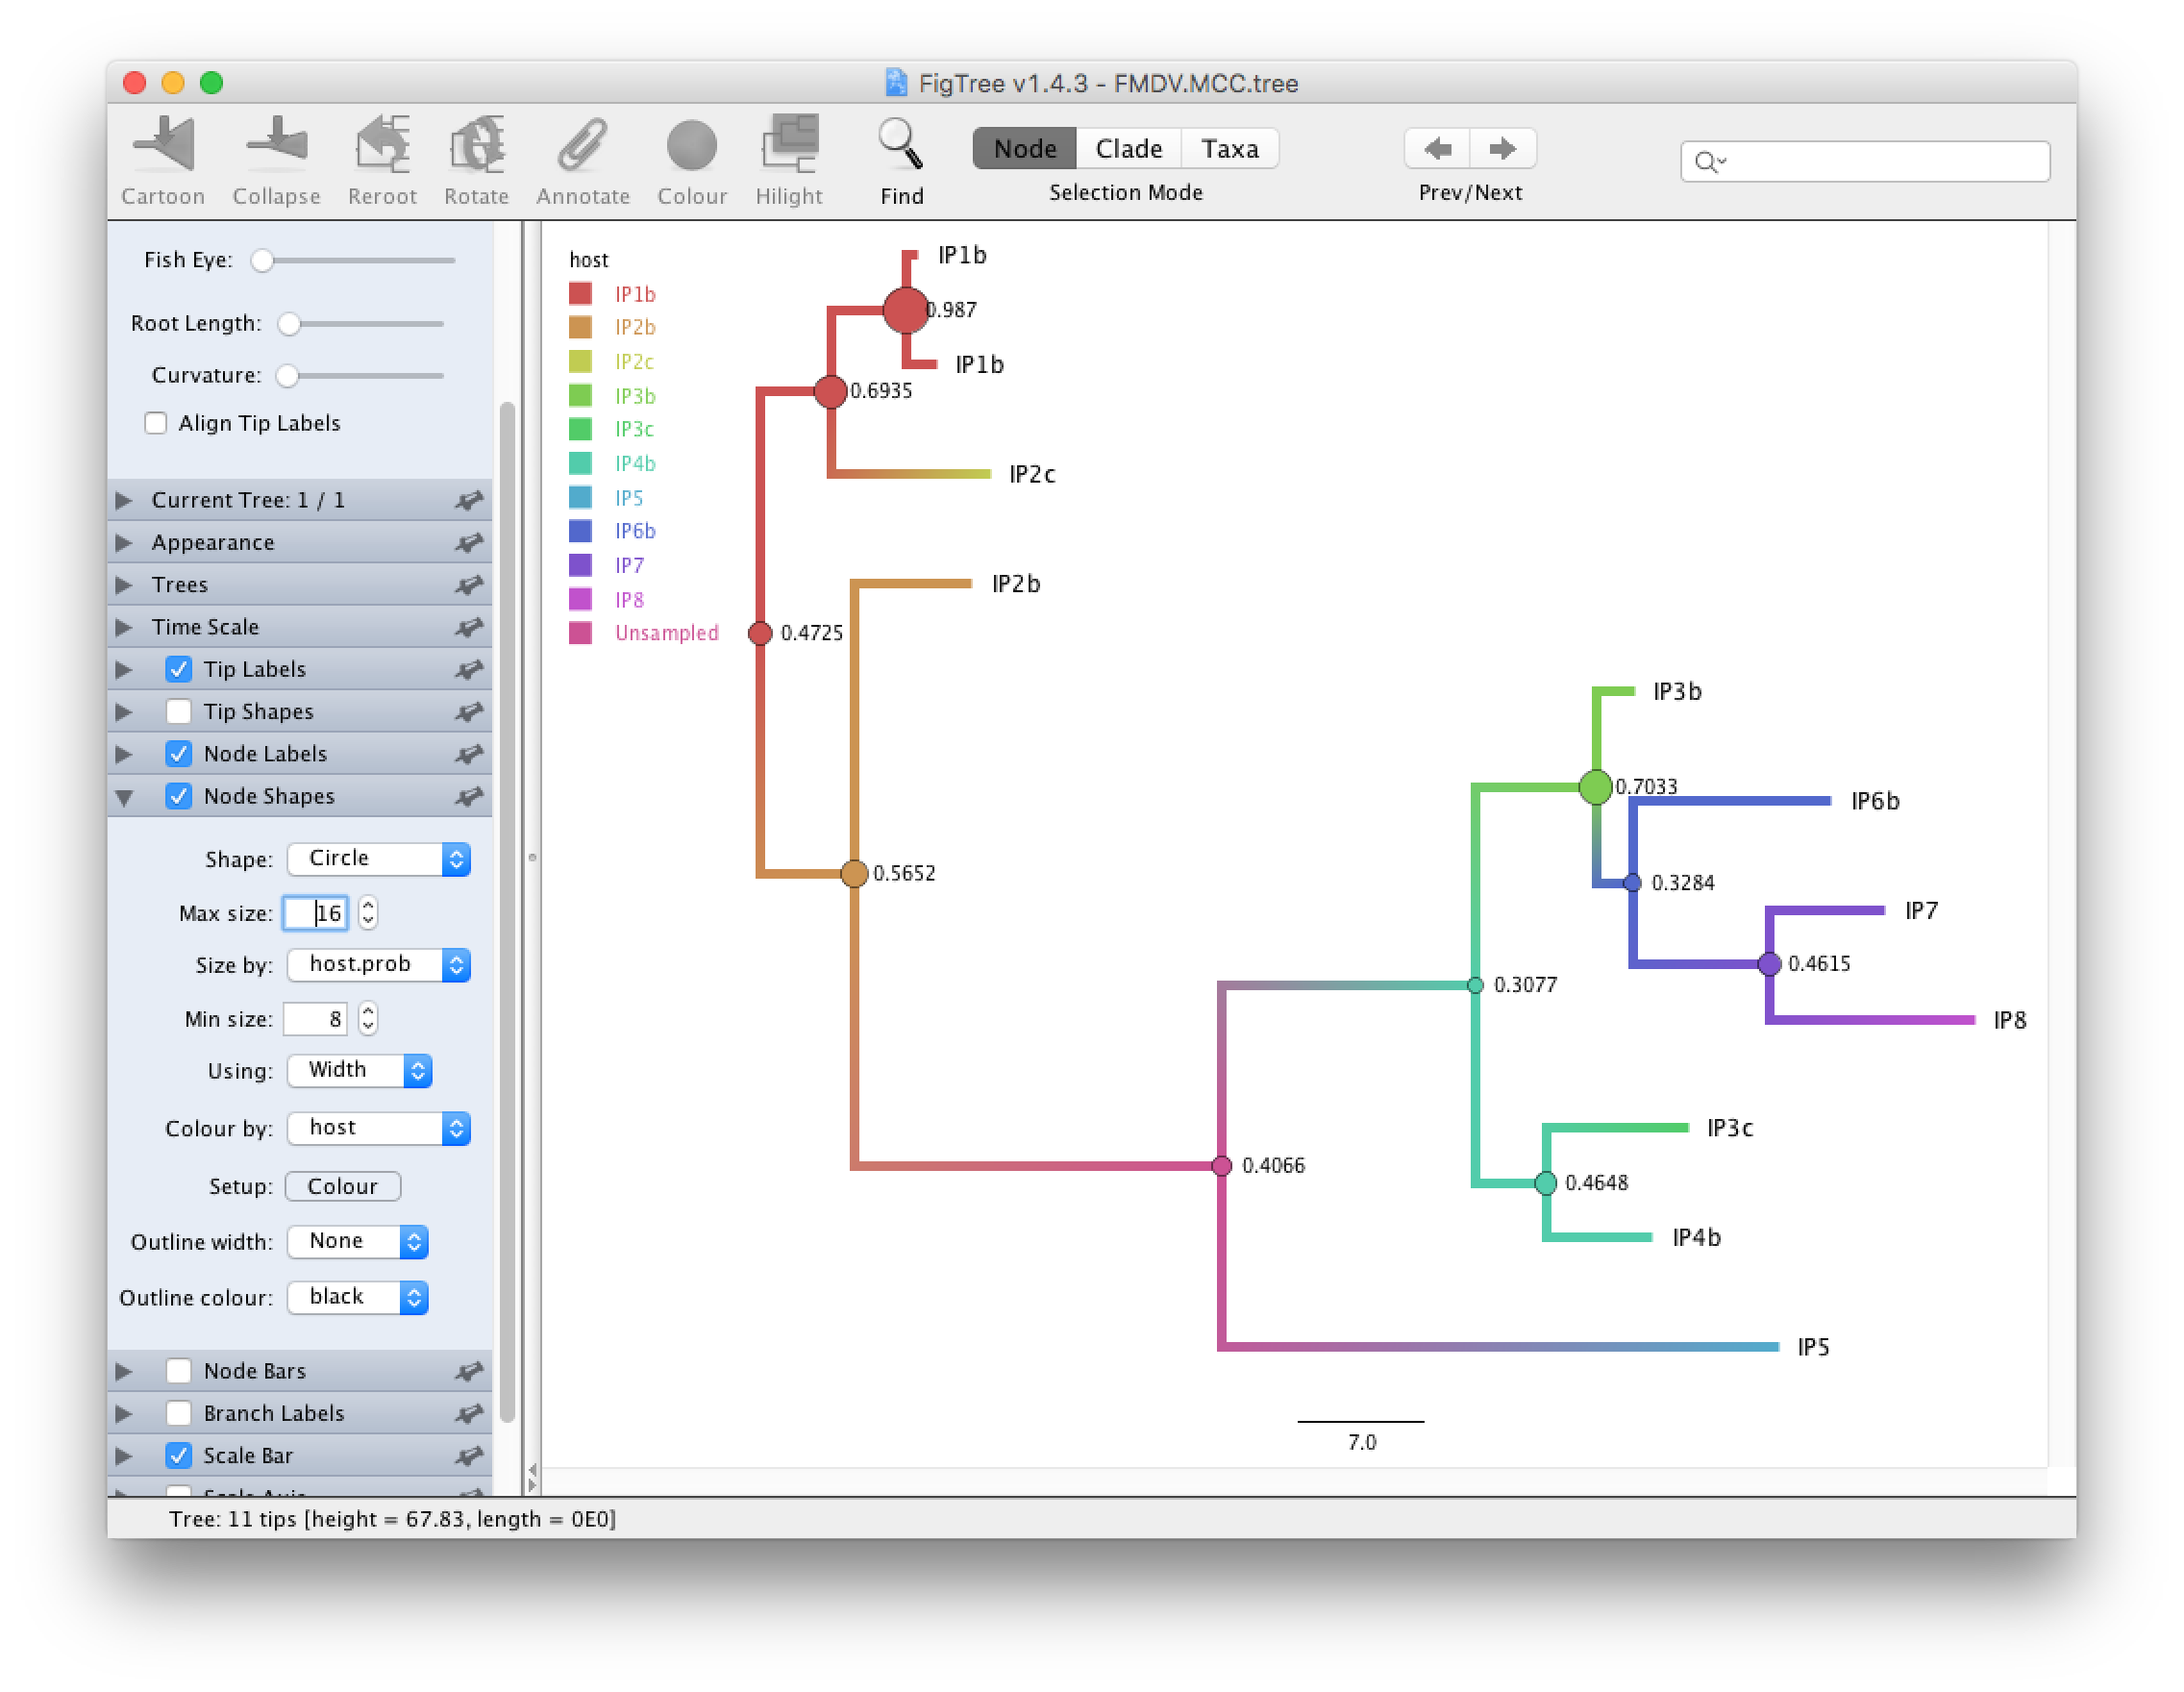 FigTree v1.4.3 - FMDV.MCC.tree
Cartoon Collapse Reroot Rotate Annotate Colour Hilight Find
Node Clade Taxa
Selection Mode
Prev/Next
Fish Eye:
Root Length:
Curvature:
Align Tip Labels
Current Tree: 1 / 1
Appearance
Trees
Time Scale
Tip Labels
Tip Shapes
Node Labels
Node Shapes
Shape: Circle
Max size: 16
Size by: host.prob
Min size: 8
Using: Width
Colour by: host
Setup: Colour
Outline width: None
Outline colour: black
Node Bars
Branch Labels
Scale Bar
host
IP1b
IP2b
IP2c
IP3b
IP3c
IP4b
IP5
IP6b
IP7
IP8
Unsampled
IP1b
0.987
IP1b
0.6935
IP2c
IP2b
0.4725
IP3b
0.7033
IP6b
0.5652
0.3284
IP7
0.4615
0.3077
IP8
IP3c
0.4066
0.4648
IP4b
IP5
7.0
Tree: 11 tips [height = 67.83, length = 0E0]